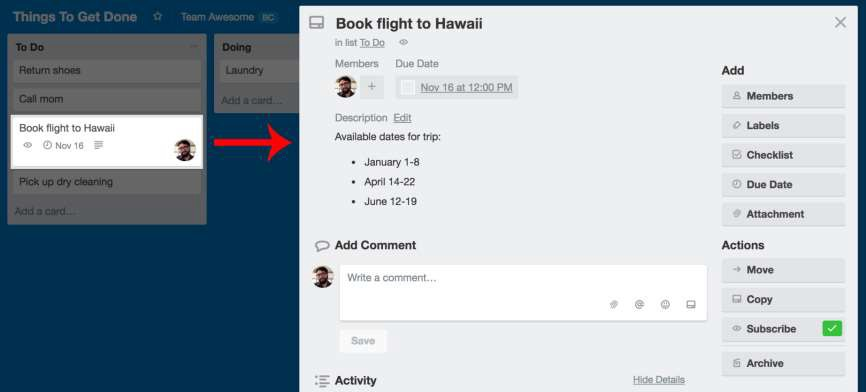 Things To Get Done
Team Awesome BC
To Do
Return shoes
Call mom
Book flight to Hawaii
Nov 16
Pick up dry cleaning
Add a card…
Doing
Laundry
Add a card…
Book flight to Hawaii
in list To Do
Members Due Date
+ Nov 16 at 12:00 PM
Description Edit
Available dates for trip:
• January 1-8
• April 14-22
• June 12-19
Add Comment
Write a comment…
@
Save
Activity Hide Details
Add
Members
Labels
Checklist
Due Date
Attachment
Actions
Move
Copy
Subscribe
Archive